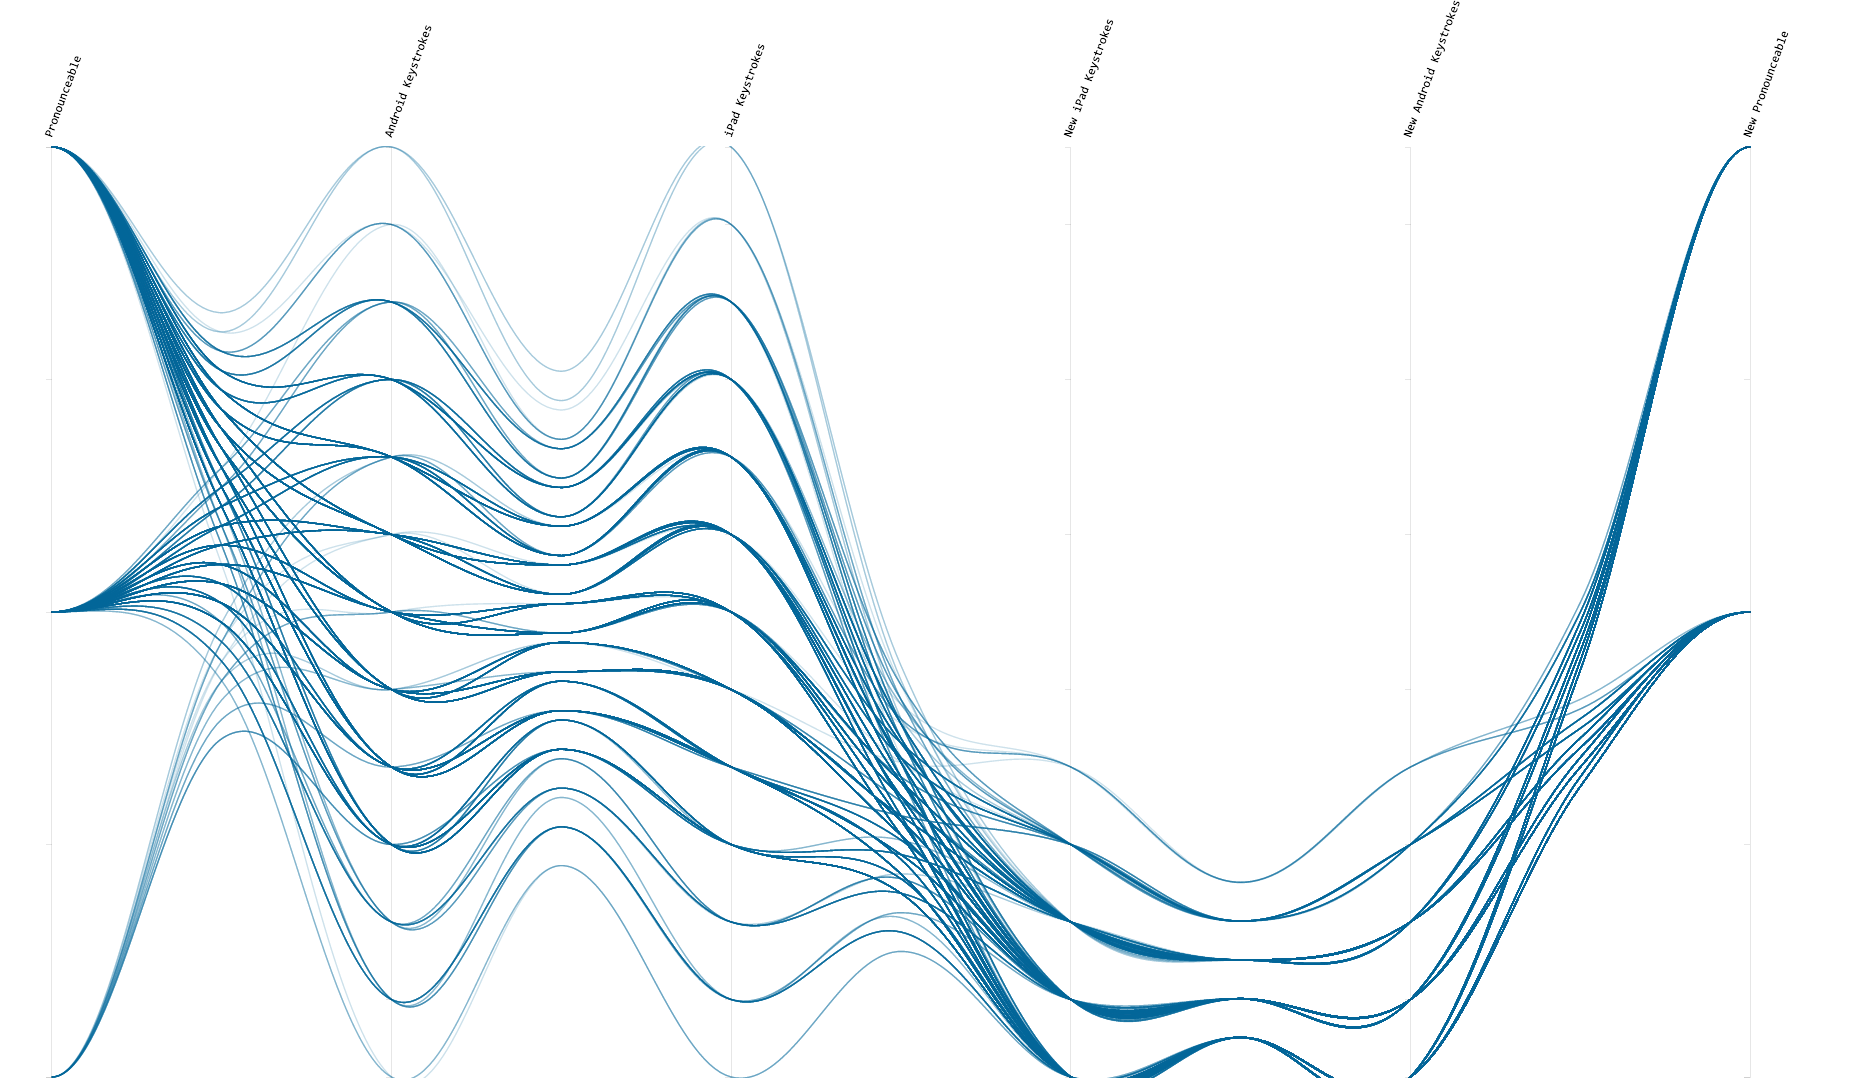 Pronounceable
Android Keystrokes
iPad Keystrokes
New iPad Keystrokes
New Android Keystrokes
New Pronounceable